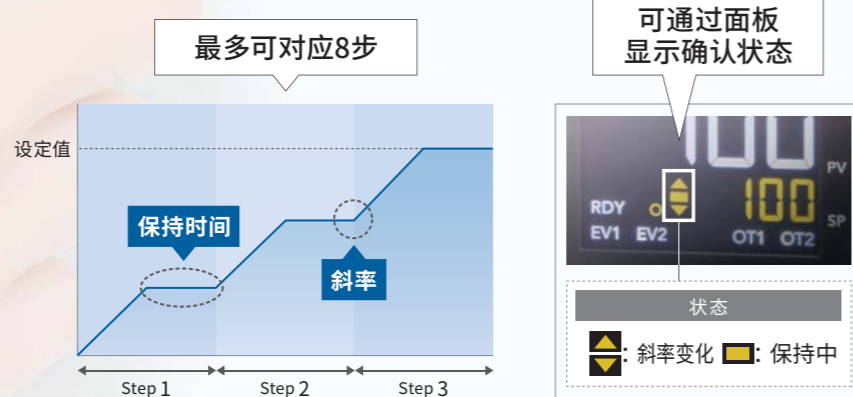 最多可对应8步
可通过面板
显示确认状态
设定值
保持时间
斜率
Step 1
Step 2
Step 3
100
PV
RDY
100
SP
EV1 EV2
OT1 OT2
状态
: 斜率变化 : 保持中